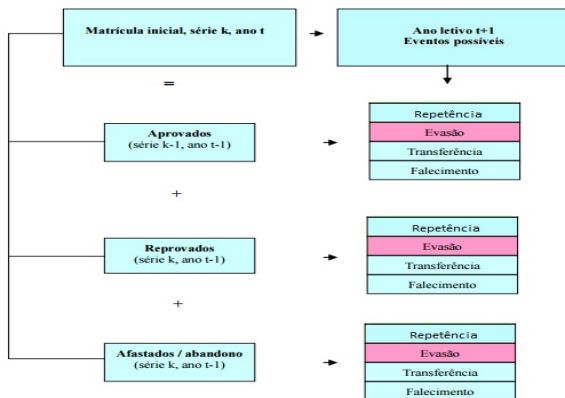 Matrícula inicial, série k, ano t
Ano letivo t+1
Eventos possíveis
=
Aprovados
(série k-1, ano t-1)
Repetência
Evasão
Transferência
Falecimento
+
Reprovados
(série k, ano t-1)
Repetência
Evasão
Transferência
Falecimento
+
Afastados / abandono
(série k, ano t-1)
Repetência
Evasão
Transferência
Falecimento